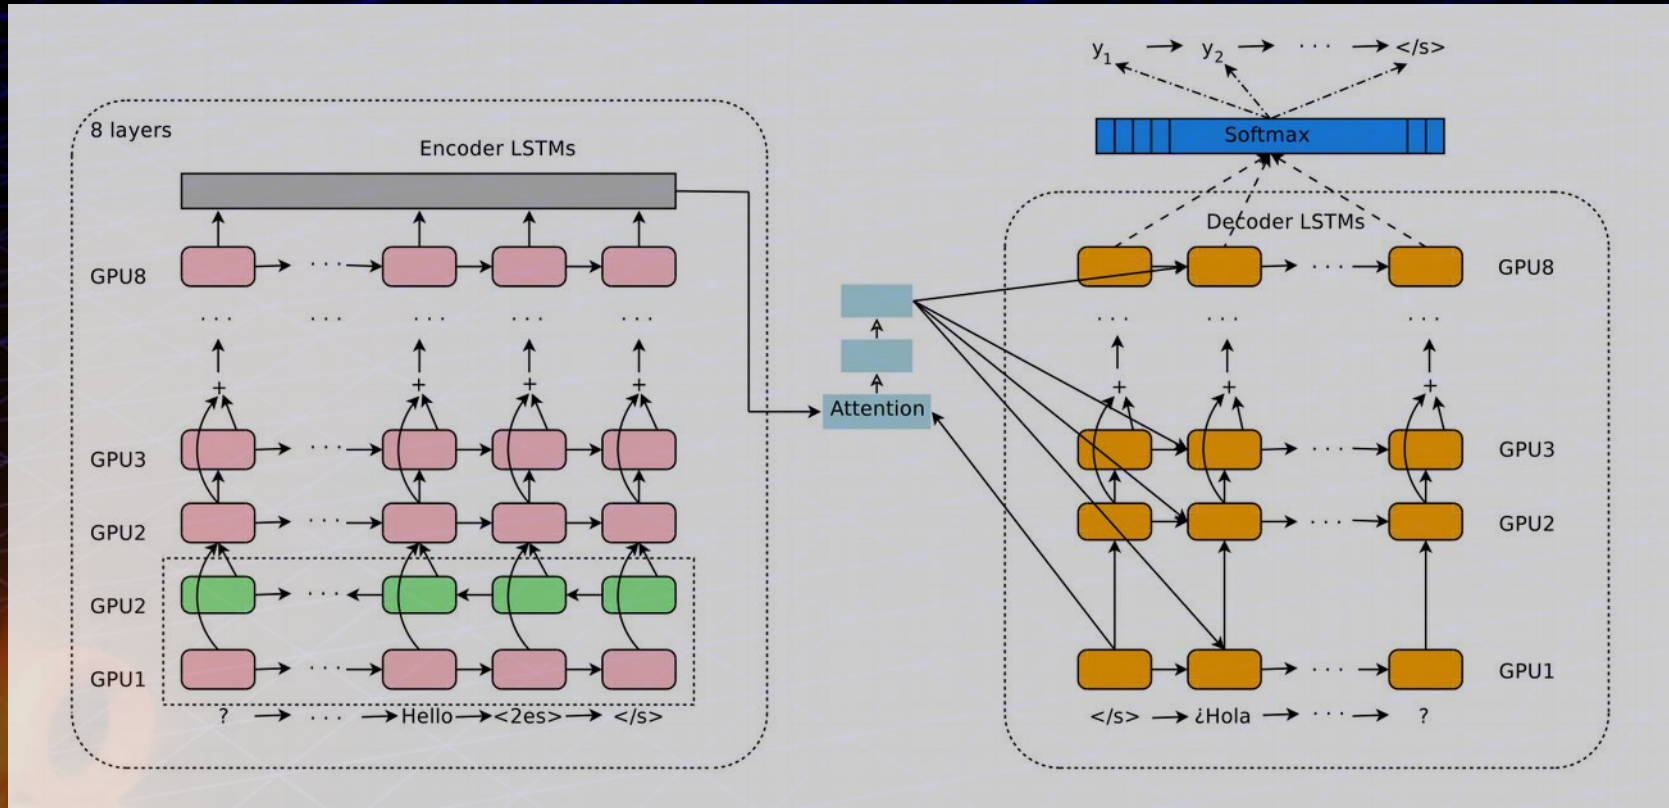 y1 y2 ... </s>
Softmax
8 layers
Encoder LSTMs
Decoder LSTMs
GPU8 ... GPU8
... ... ... ... ... ... ...
+ + + + + + +
Attention
GPU3 ... ... GPU3
GPU2 ... ... GPU2
GPU2 ...
GPU1 ... ... GPU1
? ... Hello <2es> </s>
</s> ¿Hola ... ?